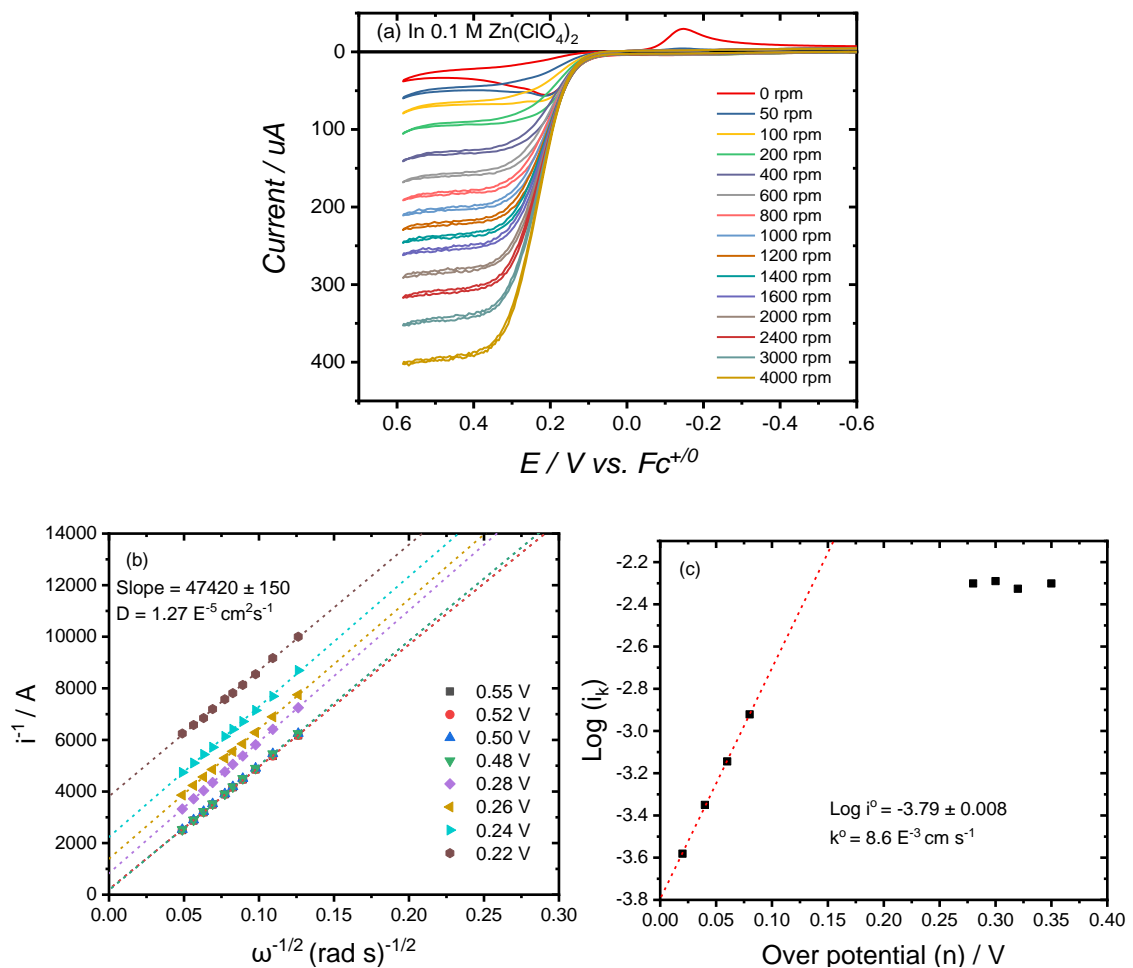 (a) In 0.1 M Zn(ClO₄)₂
0
100
200
300
400
Current / uA
0.6 0.4 0.2 0.0 -0.2 -0.4 -0.6
E / V vs. Fc⁺ᐟ⁰
0 rpm
50 rpm
100 rpm
200 rpm
400 rpm
600 rpm
800 rpm
1000 rpm
1200 rpm
1400 rpm
1600 rpm
2000 rpm
2400 rpm
3000 rpm
4000 rpm
(b)
Slope = 47420 ± 150
D = 1.27 E⁻⁵ cm²s⁻¹
14000
12000
10000
8000
6000
4000
2000
0
i⁻¹ / A
0.55 V
0.52 V
0.50 V
0.48 V
0.28 V
0.26 V
0.24 V
0.22 V
0.00 0.05 0.10 0.15 0.20 0.25 0.30
ω⁻¹ᐟ² (rad s)⁻¹ᐟ²
(c)
-2.2
-2.4
-2.6
-2.8
-3.0
-3.2
-3.4
-3.6
-3.8
Log (iₖ)
Log i° = -3.79 ± 0.008
k° = 8.6 E⁻³ cm s⁻¹
0.00 0.05 0.10 0.15 0.20 0.25 0.30 0.35 0.40
Over potential (n) / V